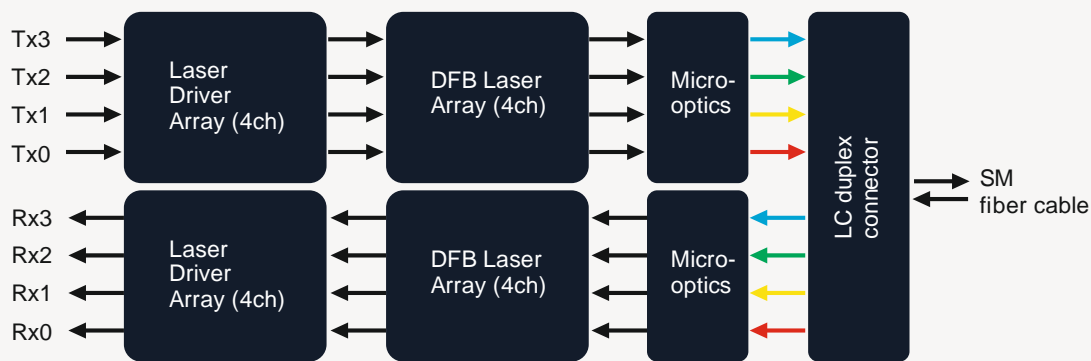 Tx3
Tx2
Tx1
Tx0
Laser
Driver
Array (4ch)
DFB Laser
Array (4ch)
Micro-
optics
LC duplex
connector
SM
fiber cable
Rx3
Rx2
Rx1
Rx0
Laser
Driver
Array (4ch)
DFB Laser
Array (4ch)
Micro-
optics